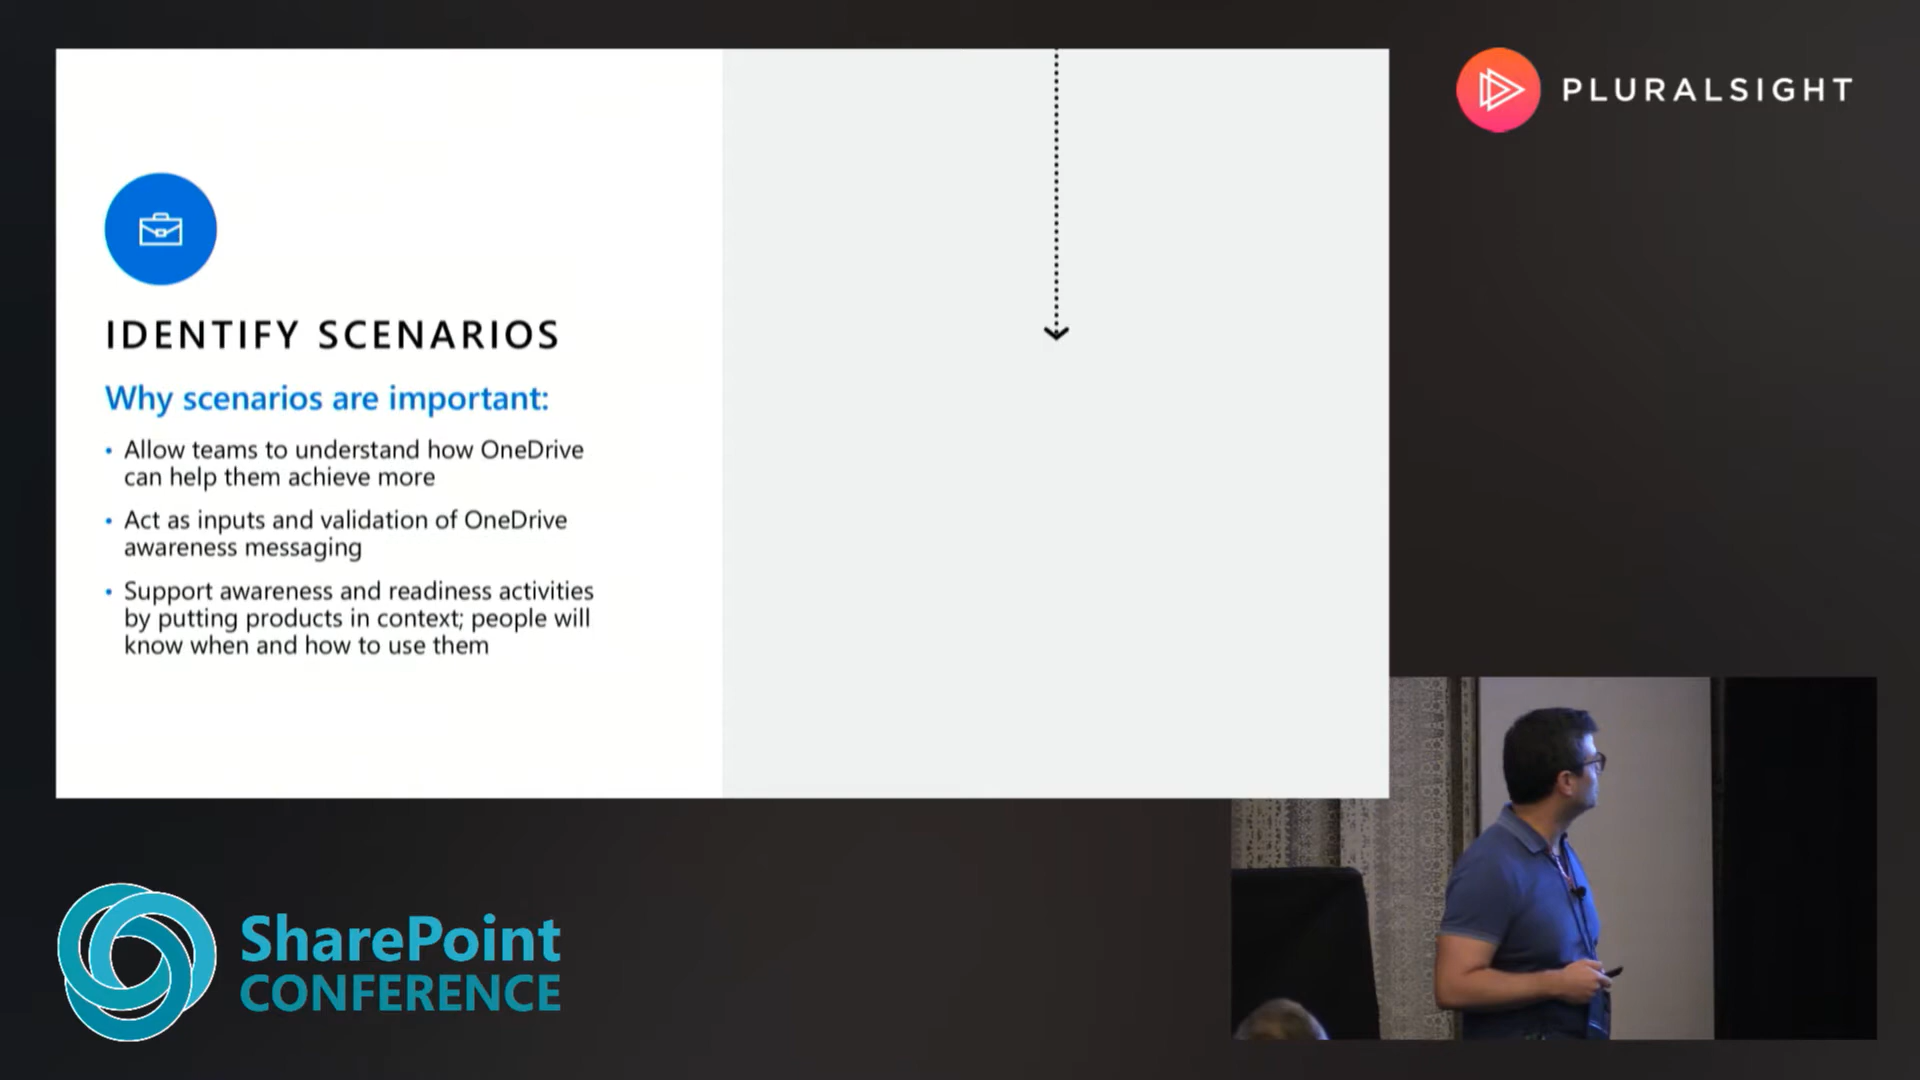 PLURALSIGHT
IDENTIFY SCENARIOS
Why scenarios are important:
• Allow teams to understand how OneDrive
can help them achieve more
• Act as inputs and validation of OneDrive
awareness messaging
• Support awareness and readiness activities
by putting products in context; people will
know when and how to use them
SharePoint
CONFERENCE